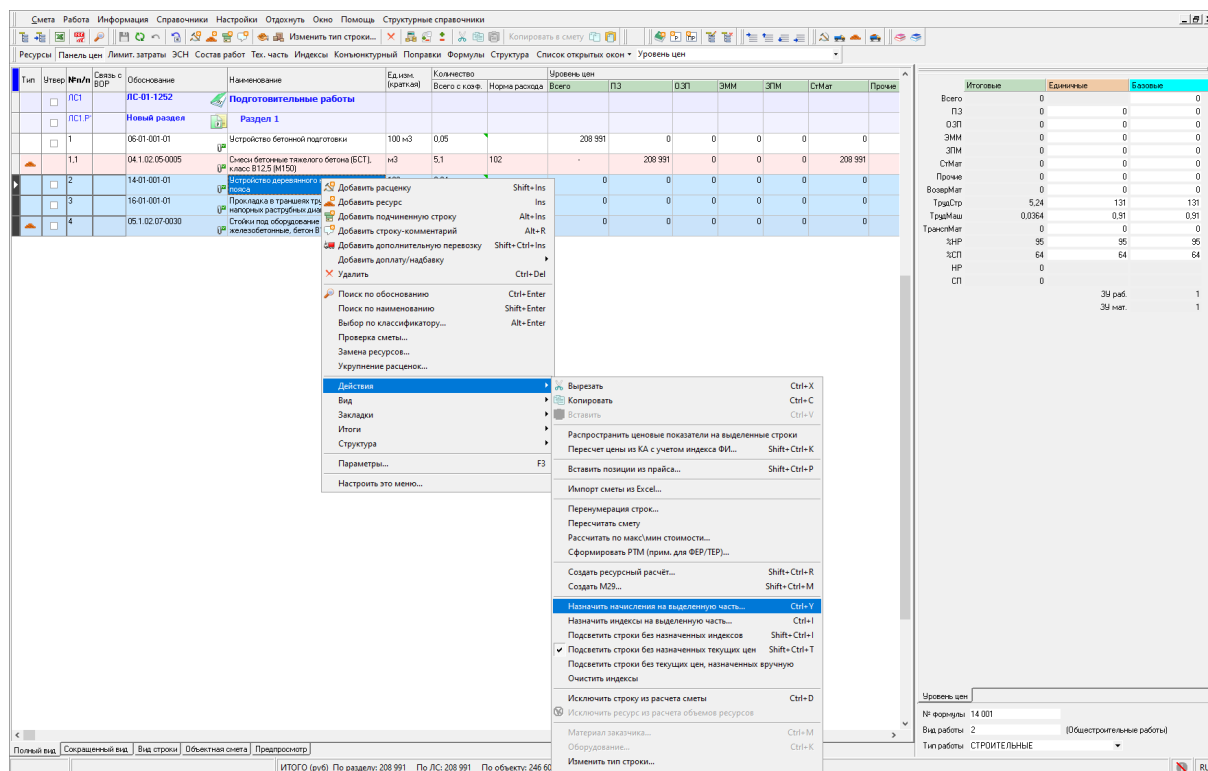 Смета Работа Информация Справочники Настройки Отдохнуть Окно Помощь Структурные справочники
Изменить тип строки... Копировать в смету
Ресурсы Панель цен Лимит. затраты ЭСН Состав работ Тех. часть Индексы Конъюнктурный Поправки Формулы Структура Список открытых окон Уровень цен
Тип Утвер №п/п Связь с ВОР Обоснование Наименование Ед.изм. (краткая) Количество Уровень цен
Всего с коэф. Норма расхода Всего ПЗ ОЗП ЭММ ЗПМ СтМат Прочие
ЛС1 ЛС-01-1252 Подготовительные работы
ЛС1.Р' Новый раздел Раздел 1
1 06-01-001-01 Устройство бетонной подготовки 100 м3 0,05 208 991 0 0 0 0 0
1,1 04.1.02.05-0005 Смеси бетонные тяжелого бетона (БСТ), класс В12,5 (М150) м3 5,1 102 - 208 991 0 0 0 208 991
2 14-01-001-01 Устройство деревянного
пояса
0 0 0 0 0 0
3 16-01-001-01 Прокладка в траншеях
напорных раструбных
0 0 0 0 0 0
4 05.1.02.07-0030 Стойки под оборудование
железобетонные, бетон
0 0 0 0 0 0
Добавить расценку Shift+Ins
Добавить ресурс Ins
Добавить подчиненную строку Alt+Ins
Добавить строку-комментарий Alt+R
Добавить дополнительную перевозку Shift+Ctrl+Ins
Добавить доплату/надбавку
Удалить Ctrl+Del
Поиск по обоснованию Ctrl+Enter
Поиск по наименованию Shift+Enter
Выбор по классификатору... Alt+Enter
Проверка сметы...
Замена ресурсов...
Укрупнение расценок...
Действия
Вид
Закладки
Итоги
Структура
Параметры... F3
Настроить это меню...
Вырезать Ctrl+X
Копировать Ctrl+C
Вставить Ctrl+V
Распространить ценовые показатели на выделенные строки
Пересчет цены из КА с учетом индекса ФИ... Shift+Ctrl+K
Вставить позиции из прайса... Shift+Ctrl+P
Импорт сметы из Excel...
Перенумерация строк...
Пересчитать смету
Рассчитать по макс\мин стоимости...
Сформировать РТМ (прим. для ФЕР/ТЕР)...
Создать ресурсный расчёт... Shift+Ctrl+R
Создать М29... Shift+Ctrl+M
Назначить начисления на выделенную часть... Ctrl+Y
Назначить индексы на выделенную часть... Ctrl+I
Подсветить строки без назначенных индексов Shift+Ctrl+I
Подсветить строки без назначенных текущих цен Shift+Ctrl+T
Подсветить строки без текущих цен, назначенных вручную
Очистить индексы
Исключить строку из расчета сметы Ctrl+D
Исключить ресурс из расчета объемов ресурсов
Материал заказчика... Ctrl+M
Оборудование... Ctrl+K
Изменить тип строки...
Итоговые Единичные Базовые
Всего 0 0
ПЗ 0 0 0
ОЗП 0 0 0
ЭММ 0 0 0
ЗПМ 0 0 0
СтМат 0 0 0
Прочие 0 0 0
ВозврМат 0 0 0
ТрудСтр 5,24 131 131
ТрудМаш 0,0364 0,91 0,91
ТранспМат 0 0 0
%НР 95 95 95
%СП 64 64 64
НР 0
СП 0
ЗУ раб. 1
ЗУ мат. 1
Уровень цен
№ формулы 14 001
Вид работы 2 (Общестроительные работы)
Тип работы СТРОИТЕЛЬНЫЕ
Полный вид Сокращенный вид Вид строки Объектная смета Предпросмотр
ИТОГО (руб) По разделу: 208 991 По ЛС: 208 991 По объекту: 246 60
RU